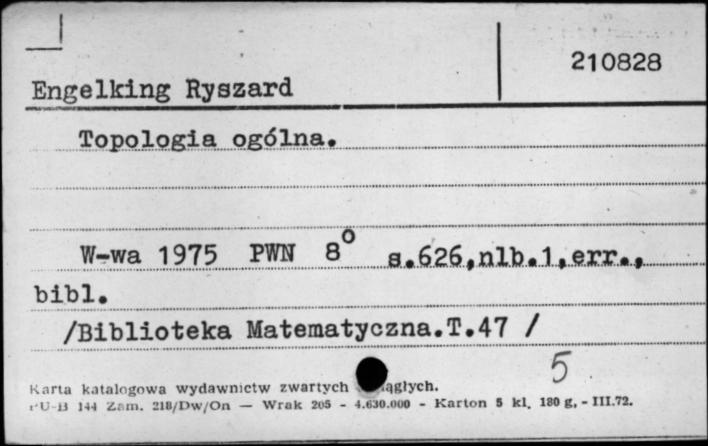 210828
Engelking Ryszard
Topologia ogólna.
W-wa 1975 PWN 8° s.626,nlb.1,err.,
bibl.
/Biblioteka Matematyczna.T.47 /
5
Karta katalogowa wydawnictw zwartych
PU-B 144 Zam. 218/Dw/On — Wrak 205 - 4.630.000 - Karton 5 kl. 180 g. - III.72.